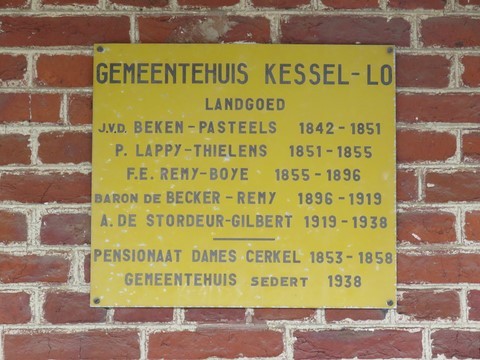 GEMEENTEHUIS KESSEL-LO
LANDGOED
J.V.D. BEKEN-PASTEELS 1842-1851
P. LAPPY-THIELENS 1851-1855
F.E. REMY-BOYE 1855-1896
BARON DE BECKER-REMY 1896-1919
A. DE STORDEUR-GILBERT 1919-1938
PENSIONAAT DAMES CERKEL 1853-1858
GEMEENTEHUIS SEDERT 1938